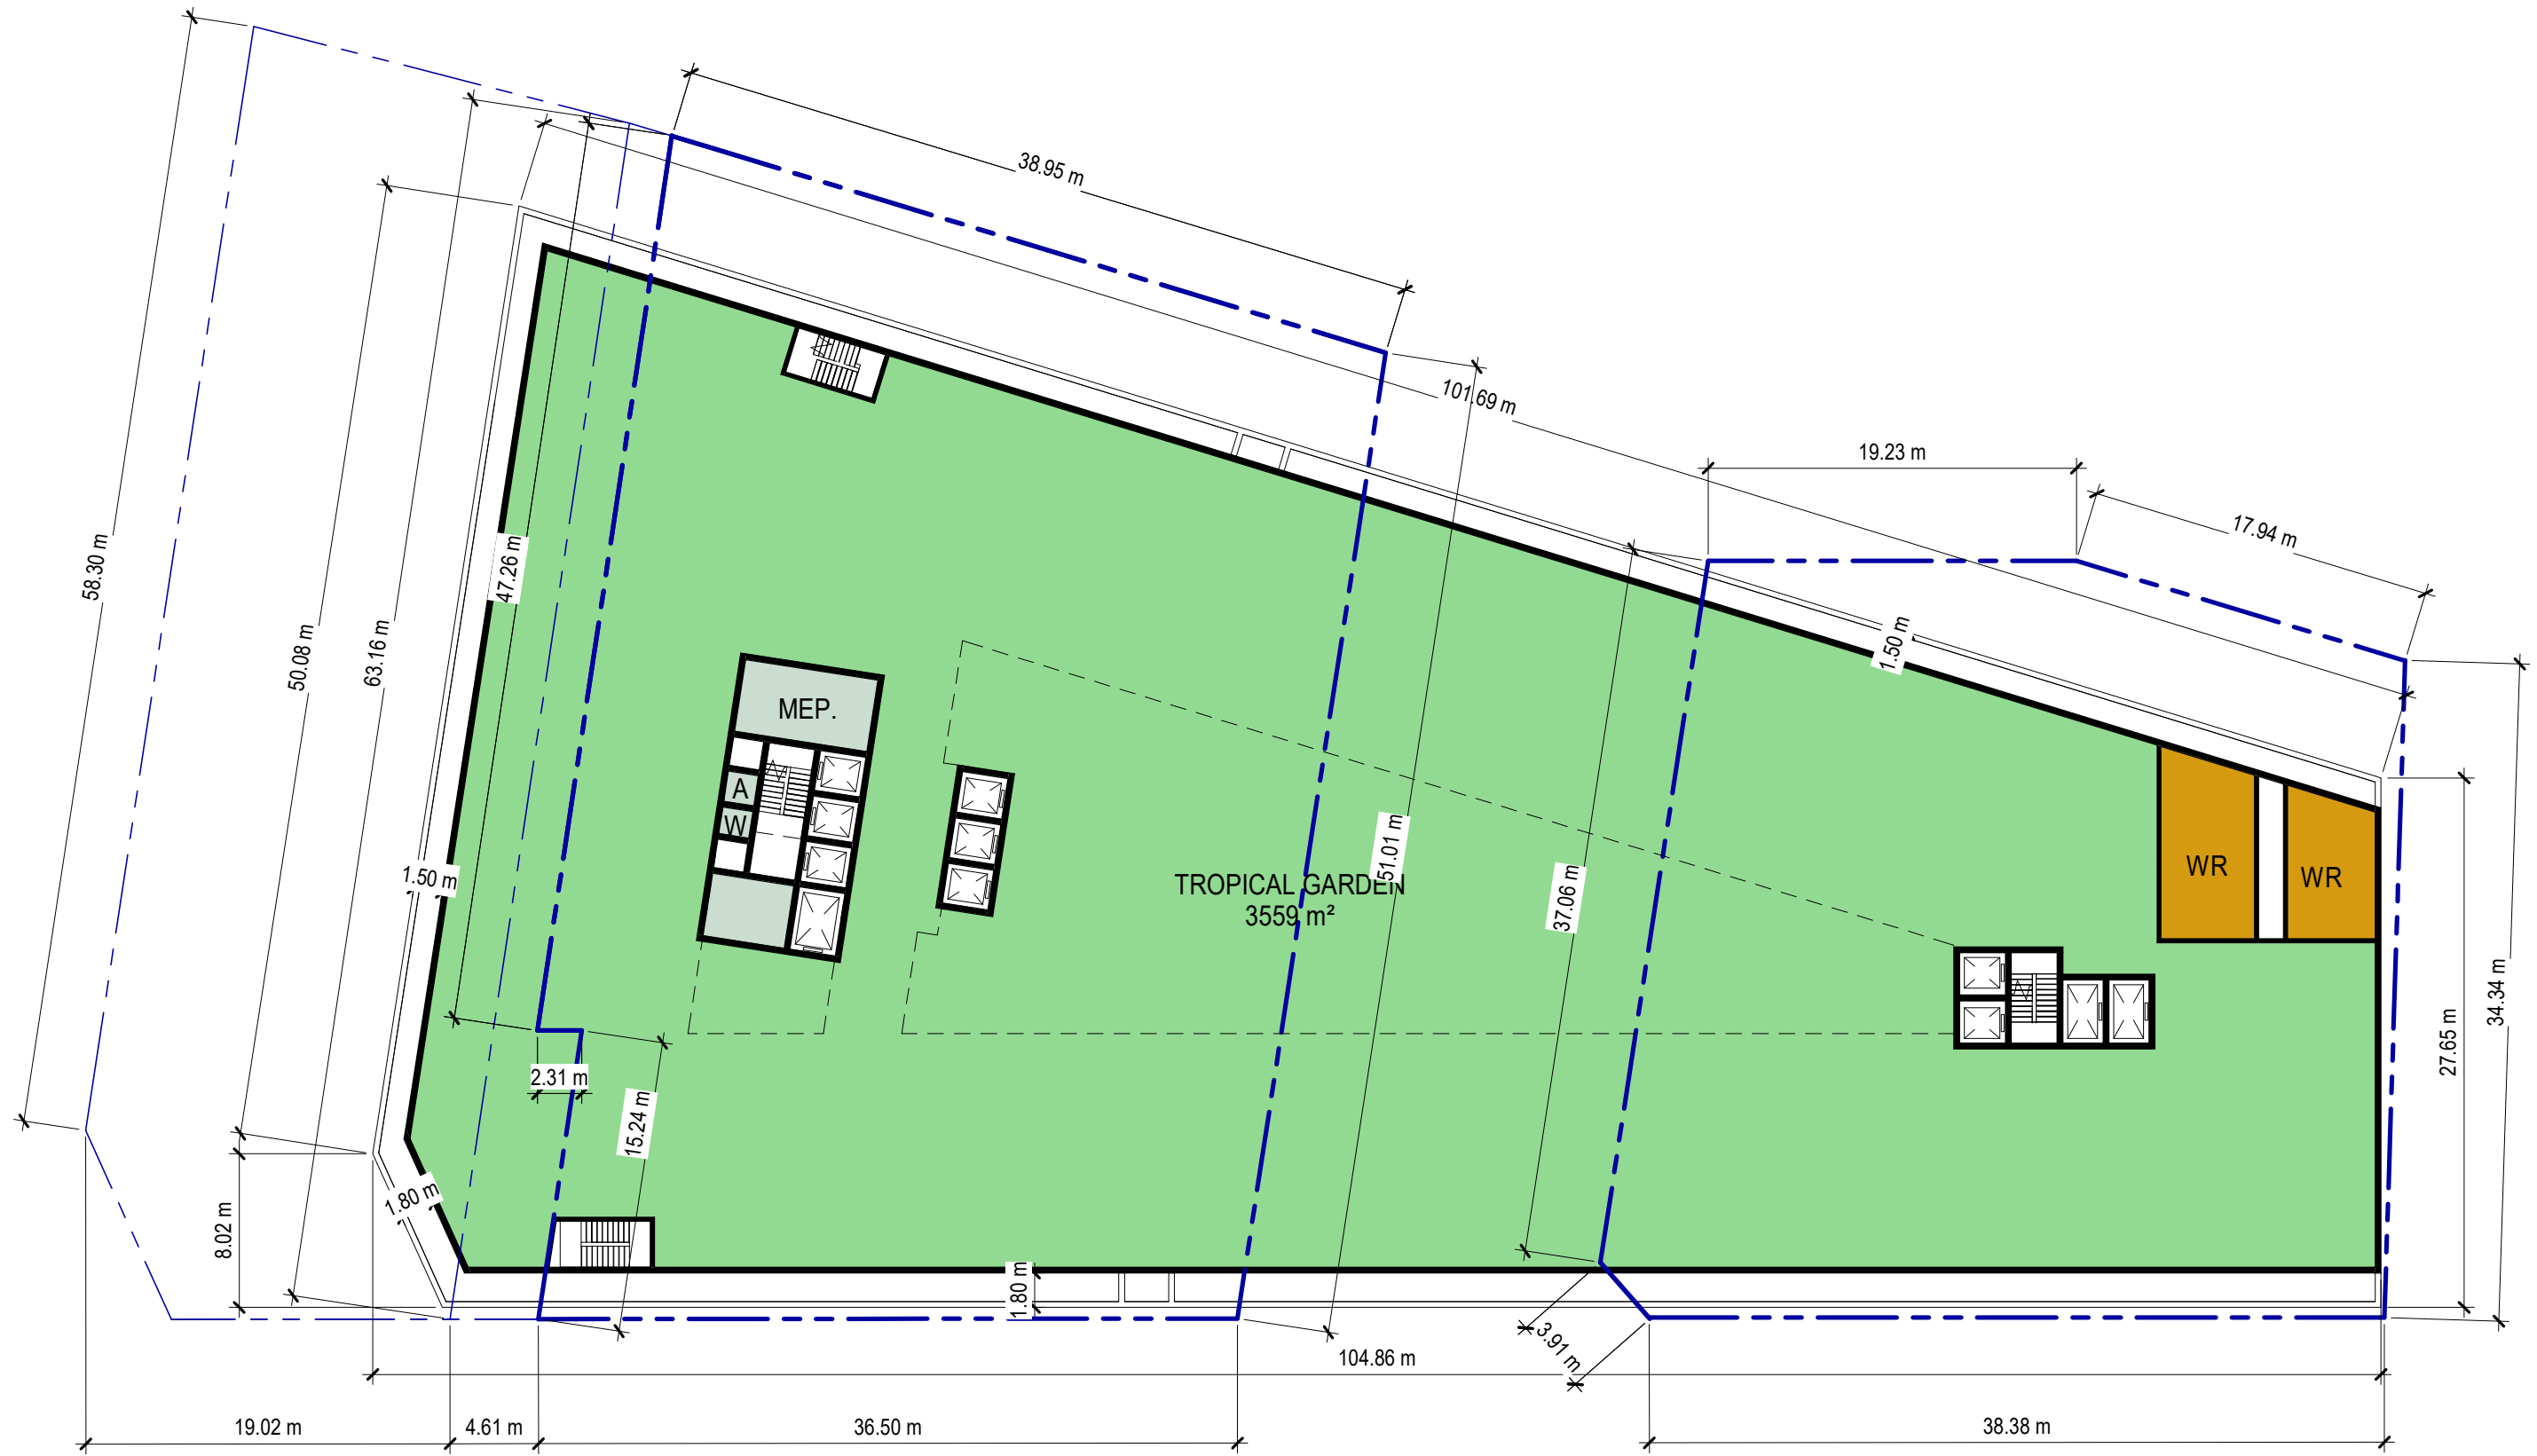 38.95 m
101.69 m
19.23 m
17.94 m
58.30 m
47.26 m
50.08 m
63.16 m
1.50 m
MEP.
A
W
1.50 m
TROPICAL GARDEN
3559 m²
51.01 m
37.06 m
WR
WR
34.34 m
27.65 m
2.31 m
15.24 m
1.80 m
8.02 m
1.80 m
3.91 m
104.86 m
19.02 m
4.61 m
36.50 m
38.38 m